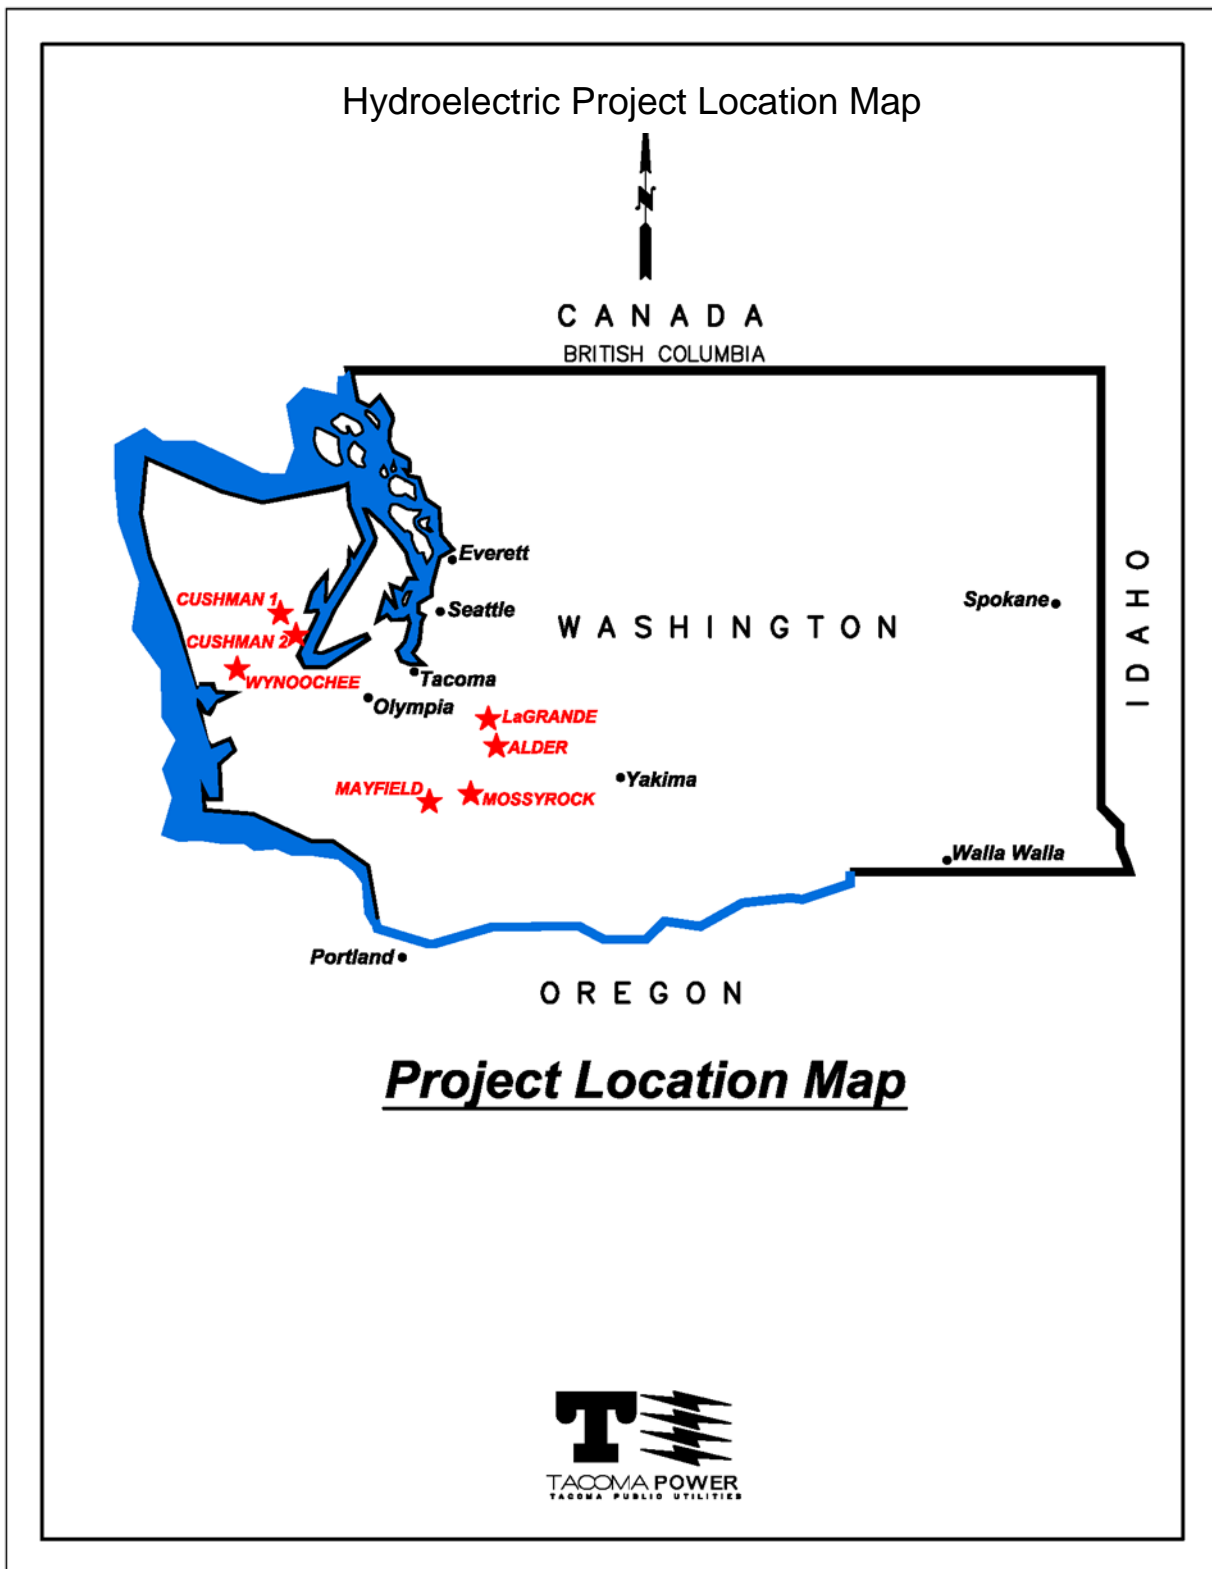 Hydroelectric Project Location Map
N
CANADA
BRITISH COLUMBIA
Everett
CUSHMAN 1
Seattle
Spokane
IDAHO
WASHINGTON
CUSHMAN 2
WYNOOCHEE
Tacoma
Olympia
LaGRANDE
ALDER
Yakima
MAYFIELD
MOSSYROCK
Walla Walla
Portland
OREGON
Project Location Map
T
TACOMA POWER
TACOMA PUBLIC UTILITIES